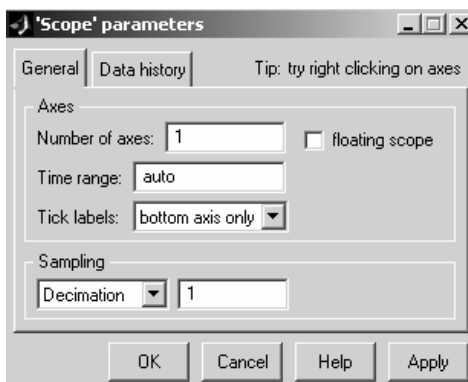 'Scope' parameters
General Data history Tip: try right clicking on axes
Axes
Number of axes: 1 floating scope
Time range: auto
Tick labels: bottom axis only
Sampling
Decimation 1
OK Cancel Help Apply